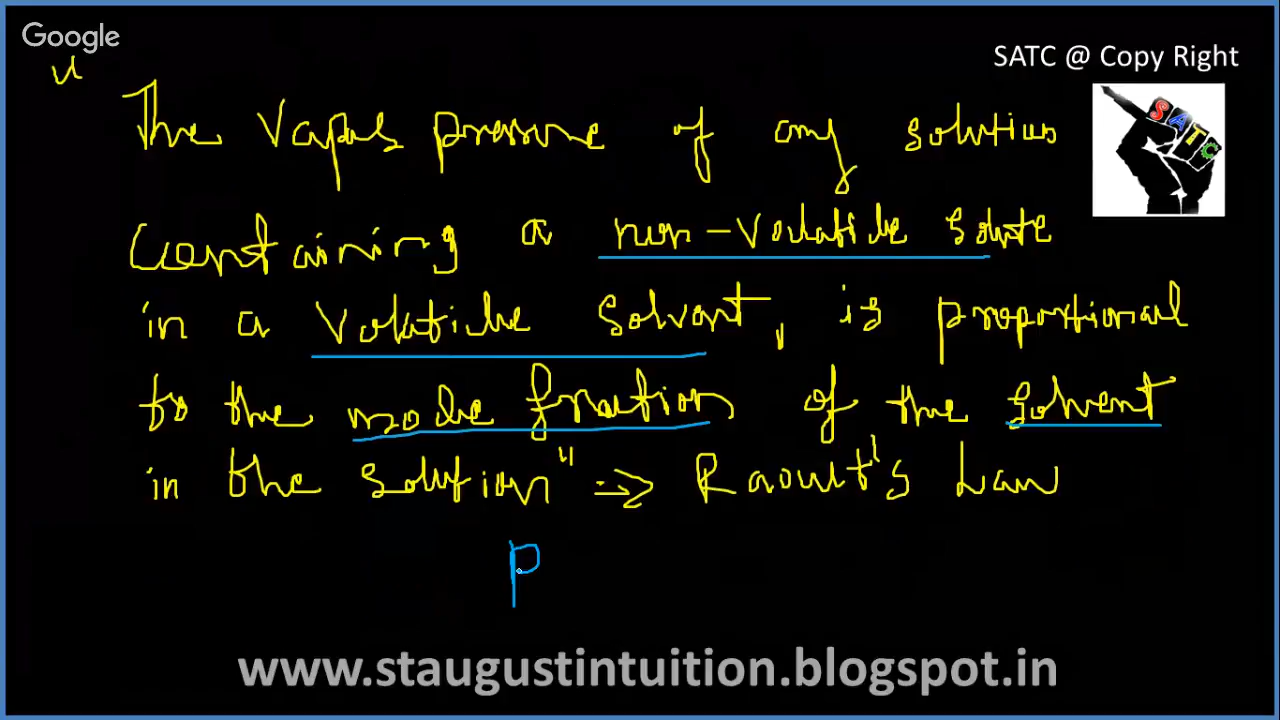 Google
SATC @ Copy Right
SATC
" The Vapour pressure of any solution
Containing a non-volatile solute
in a volatile solvent, is proportional
to the mole fraction of the solvent
in the solution" => Raoult's Law
P
www.staugustintuition.blogspot.in